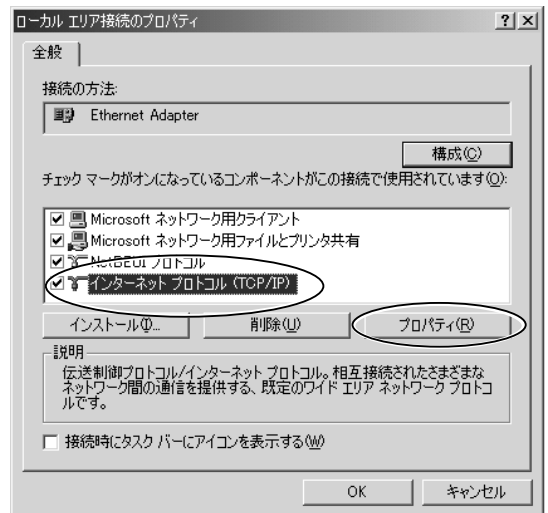 ローカル エリア接続のプロパティ
全般
接続の方法:
Ethernet Adapter
構成(C)
チェック マークがオンになっているコンポーネントがこの接続で使用されています(O):
Microsoft ネットワーク用クライアント
Microsoft ネットワーク用ファイルとプリンタ共有
NetBEUI プロトコル
インターネット プロトコル (TCP/IP)
インストール(I)... 削除(U) プロパティ(R)
説明
伝送制御プロトコル/インターネット プロトコル。相互接続されたさまざまな
ネットワーク間の通信を提供する、既定のワイド エリア ネットワーク プロトコ
ルです。
接続時にタスク バーにアイコンを表示する(W)
OK キャンセル